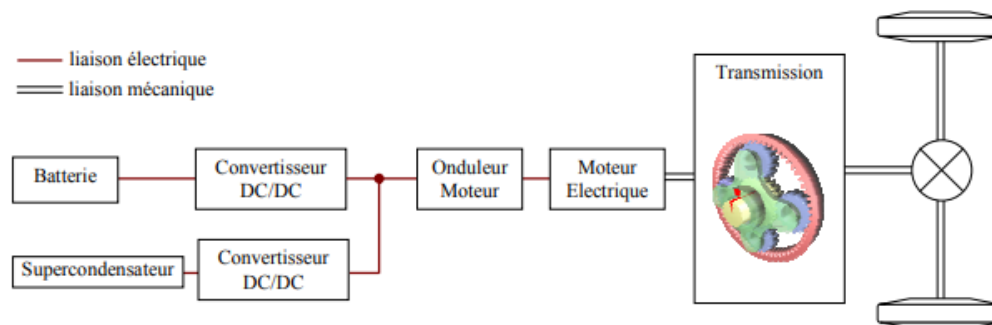 liaison électrique
liaison mécanique
Transmission
Batterie
Convertisseur
DC/DC
Onduleur
Moteur
Moteur
Electrique
Supercondensateur
Convertisseur
DC/DC